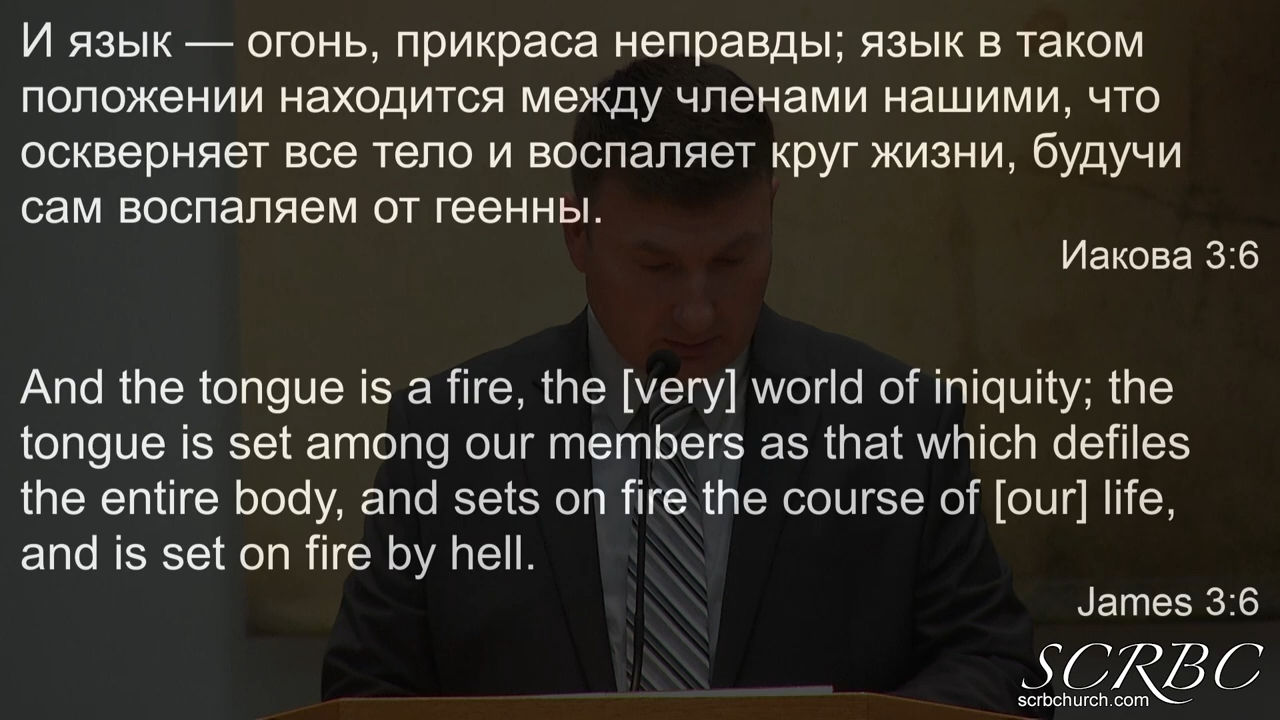 И язык — огонь, прикраса неправды; язык в таком
положении находится между членами нашими, что
оскверняет все тело и воспаляет круг жизни, будучи
сам воспаляем от геенны.
Иакова 3:6
And the tongue is a fire, the [very] world of iniquity; the
tongue is set among our members as that which defiles
the entire body, and sets on fire the course of [our] life,
and is set on fire by hell.
James 3:6
SCRBC
scrbchurch.com